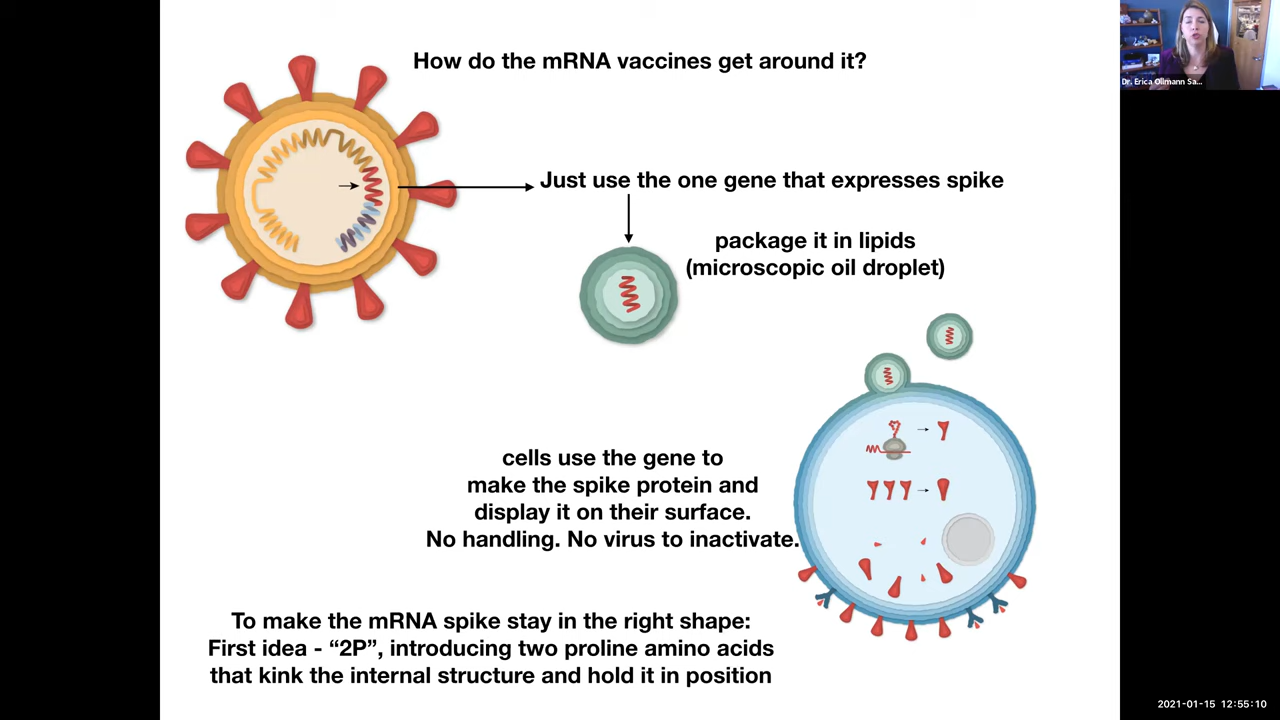 How do the mRNA vaccines get around it?
Dr. Erica Ollmann Sa...
Just use the one gene that expresses spike
package it in lipids
(microscopic oil droplet)
cells use the gene to
make the spike protein and
display it on their surface.
No handling. No virus to inactivate.
To make the mRNA spike stay in the right shape:
First idea - “2P”, introducing two proline amino acids
that kink the internal structure and hold it in position
2021-01-15 12:55:10